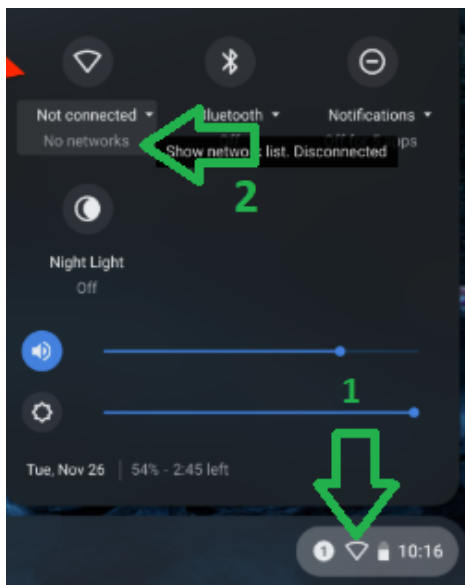 Not connected
Bluetooth
Notifications
No networks
Show network list. Disconnected
2
Night Light
Off
1
Tue, Nov 26 | 54% - 2:45 left
1 10:16